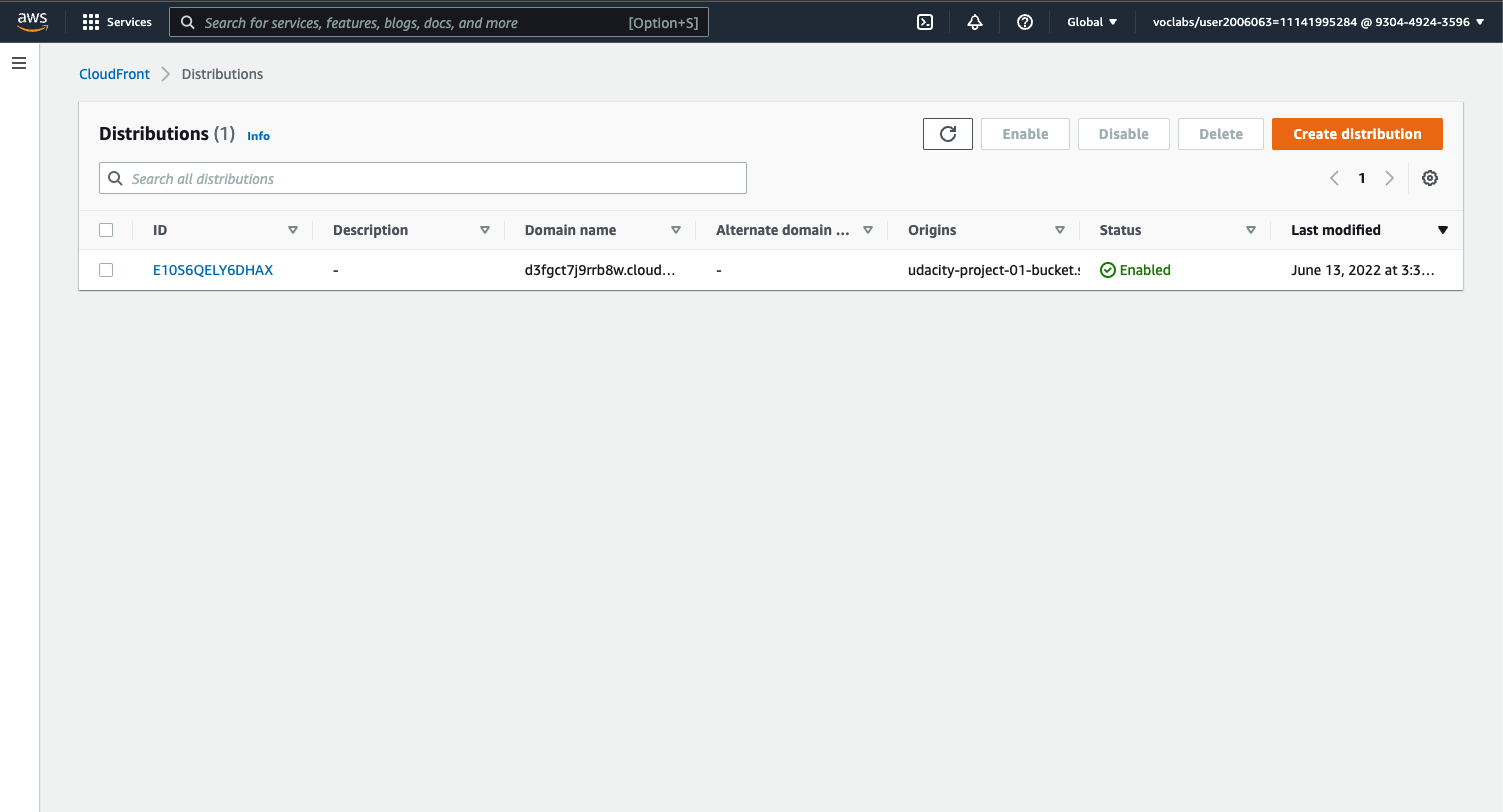 aws Services Search for services, features, blogs, docs, and more [Option+S] Global voclabs/user2006063=11141995284 @ 9304-4924-3596
CloudFront Distributions
Distributions (1) Info Enable Disable Delete Create distribution
Search all distributions 1
ID Description Domain name Alternate domain ... Origins Status Last modified
E10S6QELY6DHAX - d3fgct7j9rrb8w.cloud... - udacity-project-01-bucket.s Enabled June 13, 2022 at 3:3...